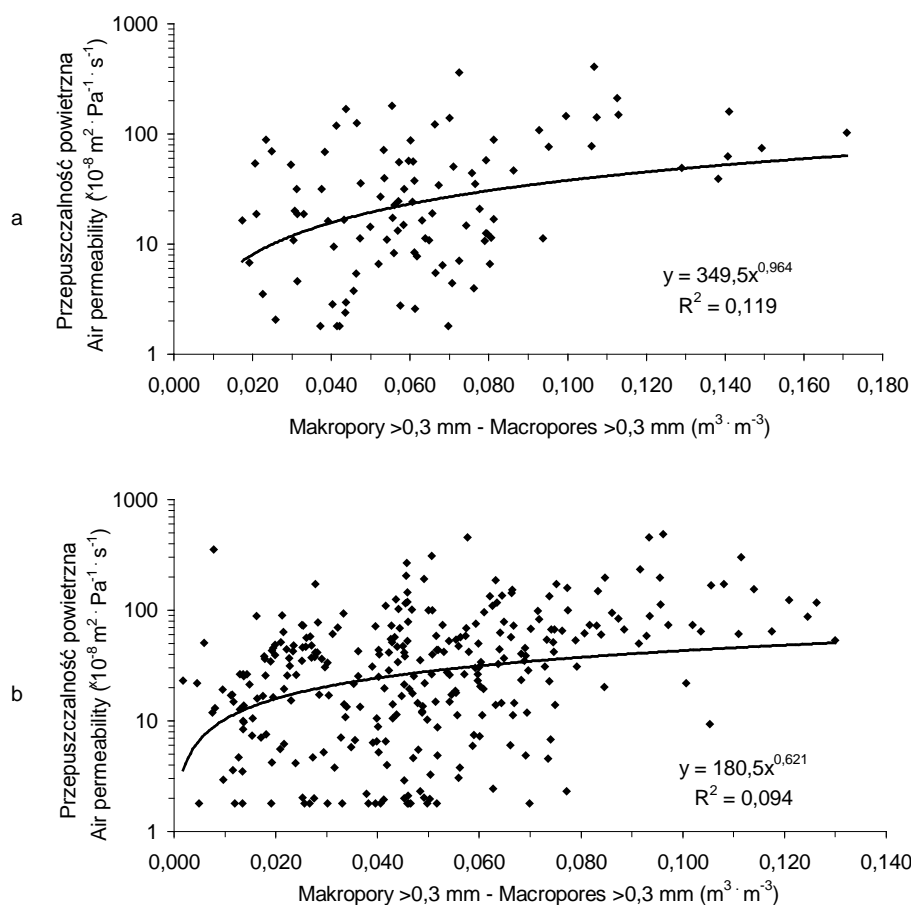 a
Przepuszczalność powietrzna
Air permeability (×10⁻⁸ m² · Pa⁻¹ · s⁻¹)
1000
100
10
1
0,000 0,020 0,040 0,060 0,080 0,100 0,120 0,140 0,160 0,180
y = 349,5x^0,964
R² = 0,119
Makropory >0,3 mm - Macropores >0,3 mm (m³ · m⁻³)
b
Przepuszczalność powietrzna
Air permeability (×10⁻⁸ m² · Pa⁻¹ · s⁻¹)
1000
100
10
1
0,000 0,020 0,040 0,060 0,080 0,100 0,120 0,140
y = 180,5x^0,621
R² = 0,094
Makropory >0,3 mm - Macropores >0,3 mm (m³ · m⁻³)